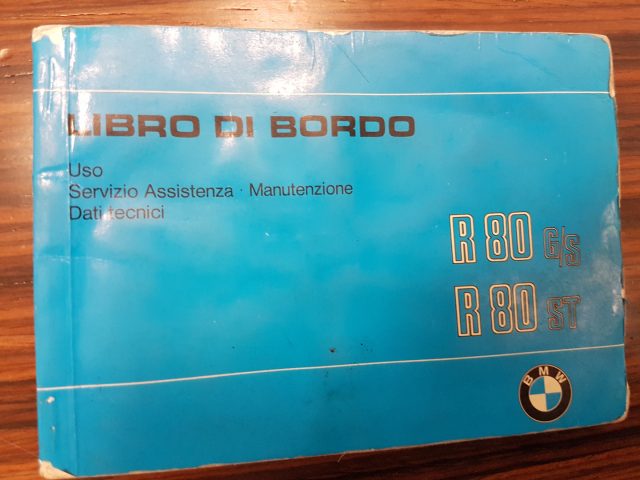 LIBRO DI BORDO
Uso
Servizio Assistenza · Manutenzione
Dati tecnici
R 80 G/S
R 80 ST
BMW